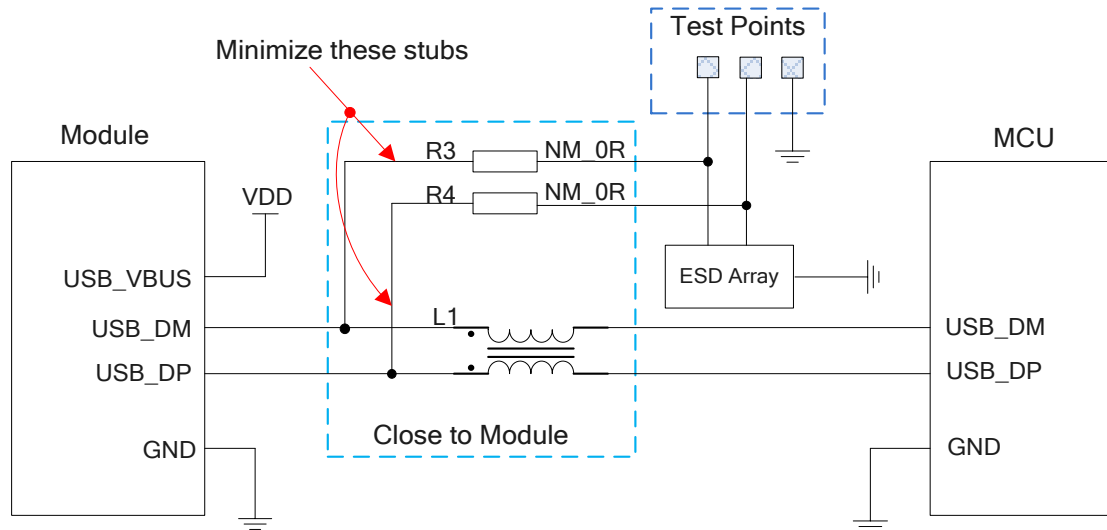 Test Points
Minimize these stubs
Module
MCU
R3
NM_0R
R4
NM_0R
VDD
ESD Array
USB_VBUS
USB_DM
L1
USB_DM
USB_DP
USB_DP
Close to Module
GND
GND